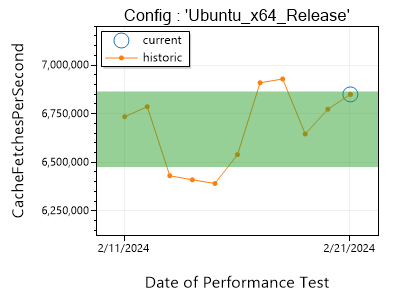 Config : 'Ubuntu_x64_Release'
current
historic
CacheFetchesPerSecond
7,000,000
6,750,000
6,500,000
6,250,000
2/11/2024
2/21/2024
Date of Performance Test